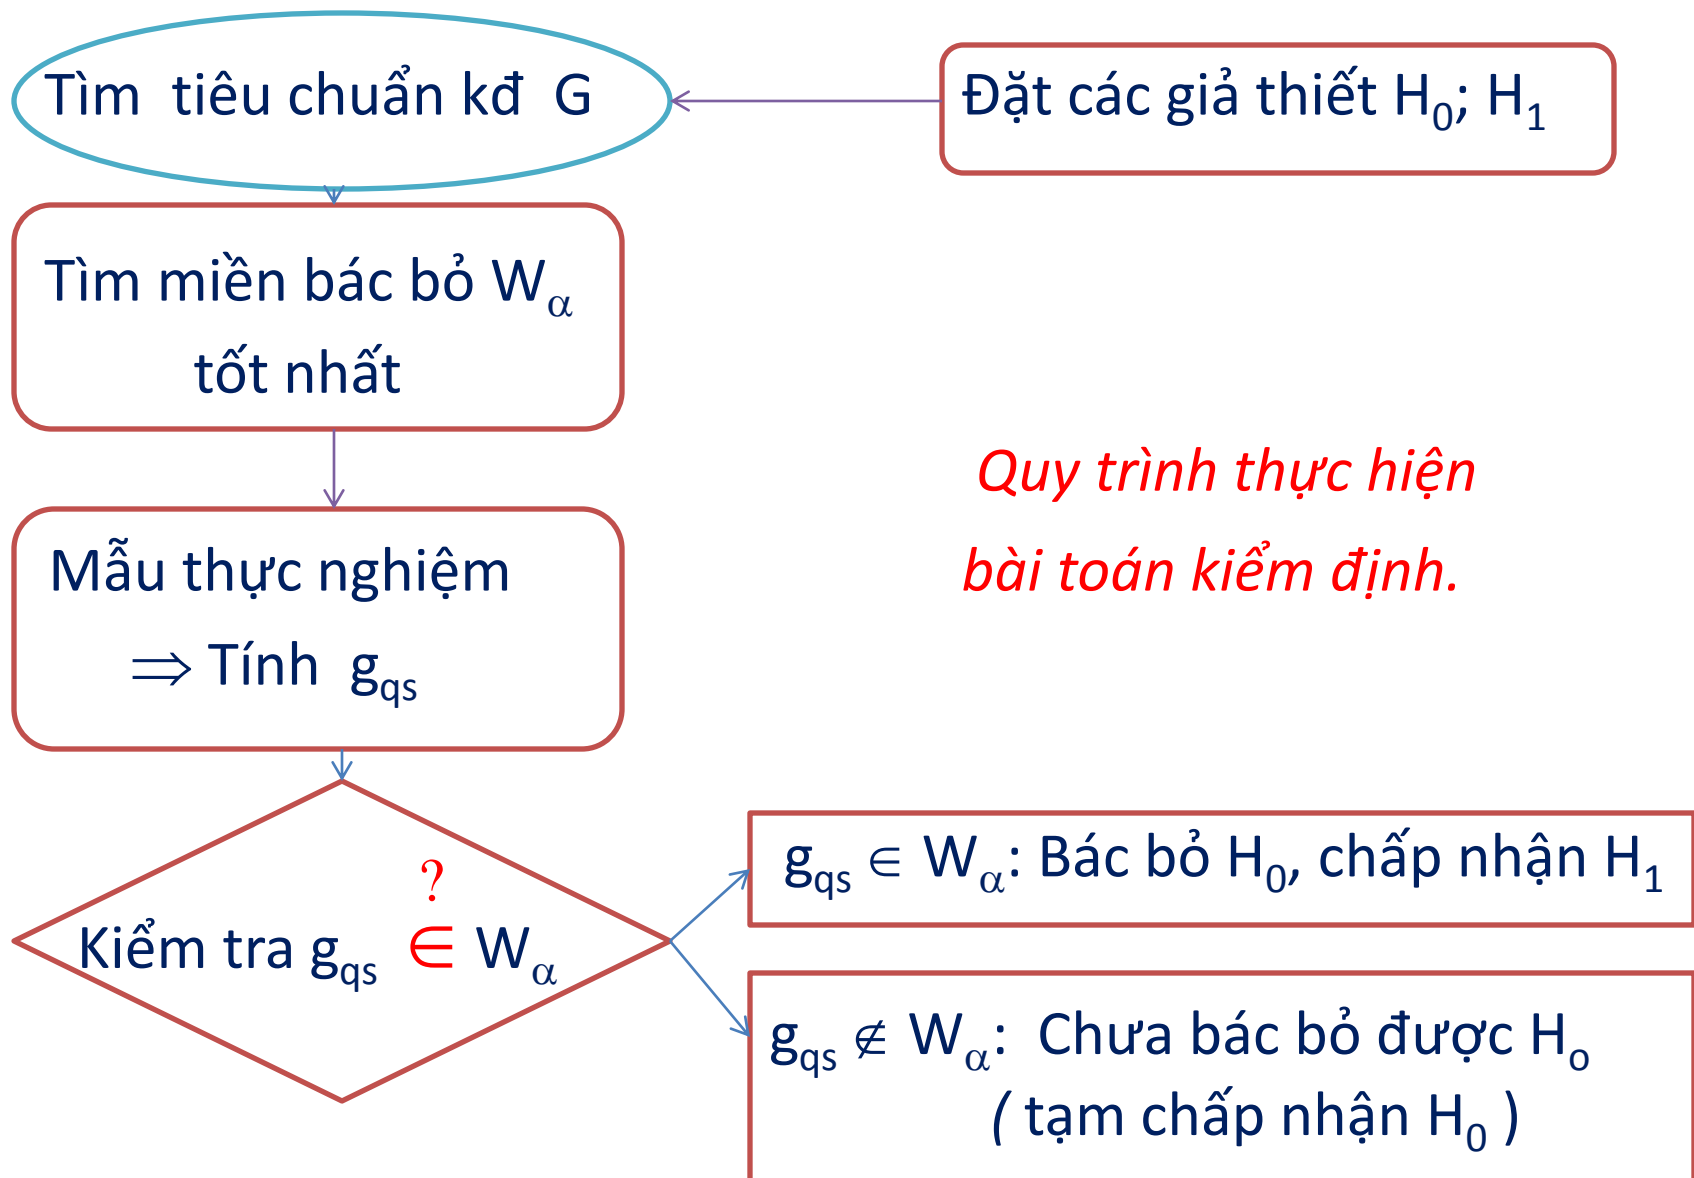 Tìm tiêu chuẩn kđ G
Đặt các giả thiết H₀; H₁
Tìm miền bác bỏ Wα
tốt nhất
Quy trình thực hiện
bài toán kiểm định.
Mẫu thực nghiệm
⇒ Tính gqs
?
Kiểm tra gqs ∈ Wα
gqs ∈ Wα: Bác bỏ H₀, chấp nhận H₁
gqs ∉ Wα: Chưa bác bỏ được Hₒ
( tạm chấp nhận H₀ )